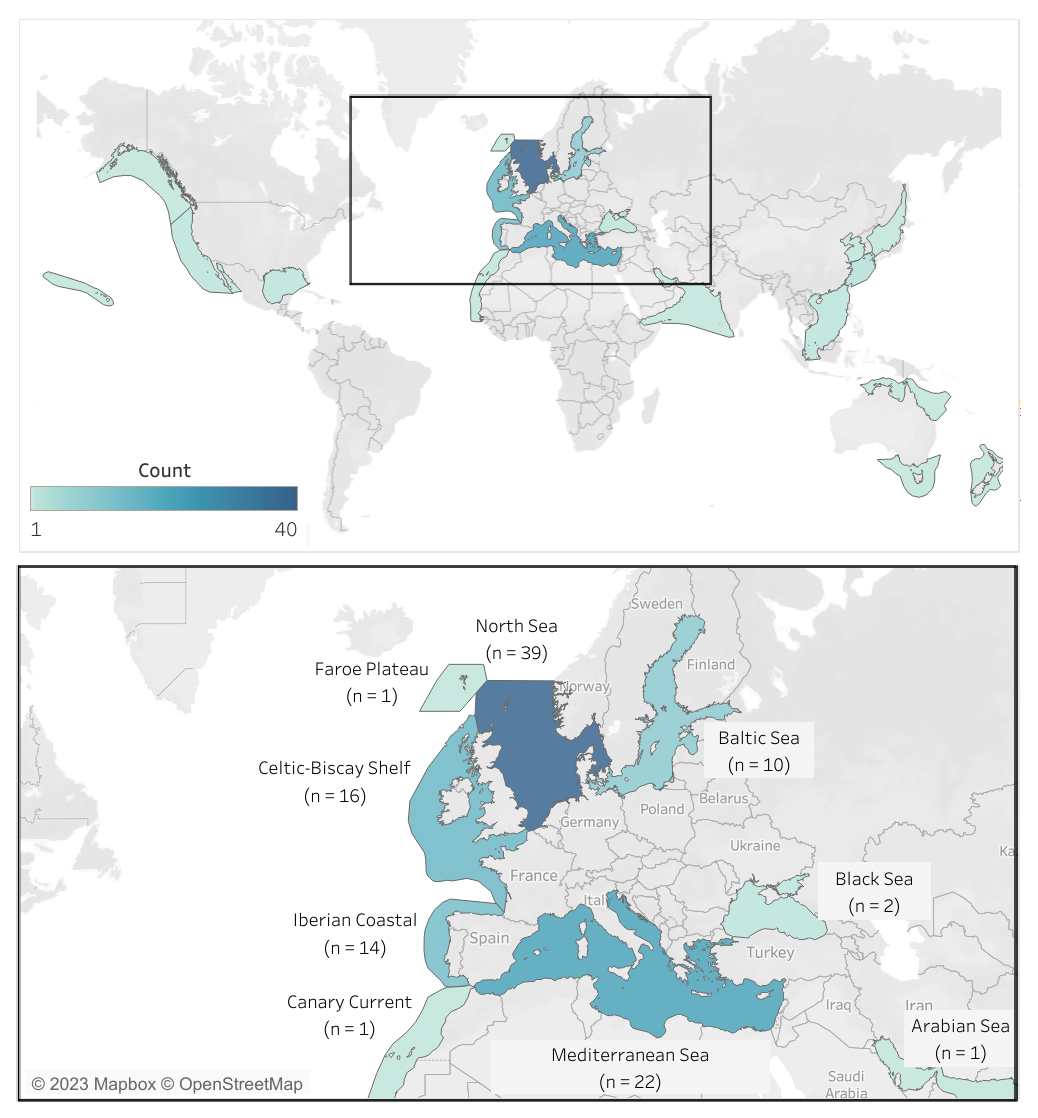 Count
1
40
Sweden
North Sea
(n = 39)
Finland
Faroe Plateau
(n = 1)
Norway
Baltic Sea
(n = 10)
Celtic-Biscay Shelf
(n = 16)
Belarus
Poland
Germany
Ukraine
France
Black Sea
(n = 2)
Italy
Iberian Coastal
(n = 14)
Spain
Turkey
Canary Current
(n = 1)
Iraq
Iran
Arabian Sea
(n = 1)
Mediterranean Sea
(n = 22)
Saudi
Arabia
© 2023 Mapbox © OpenStreetMap